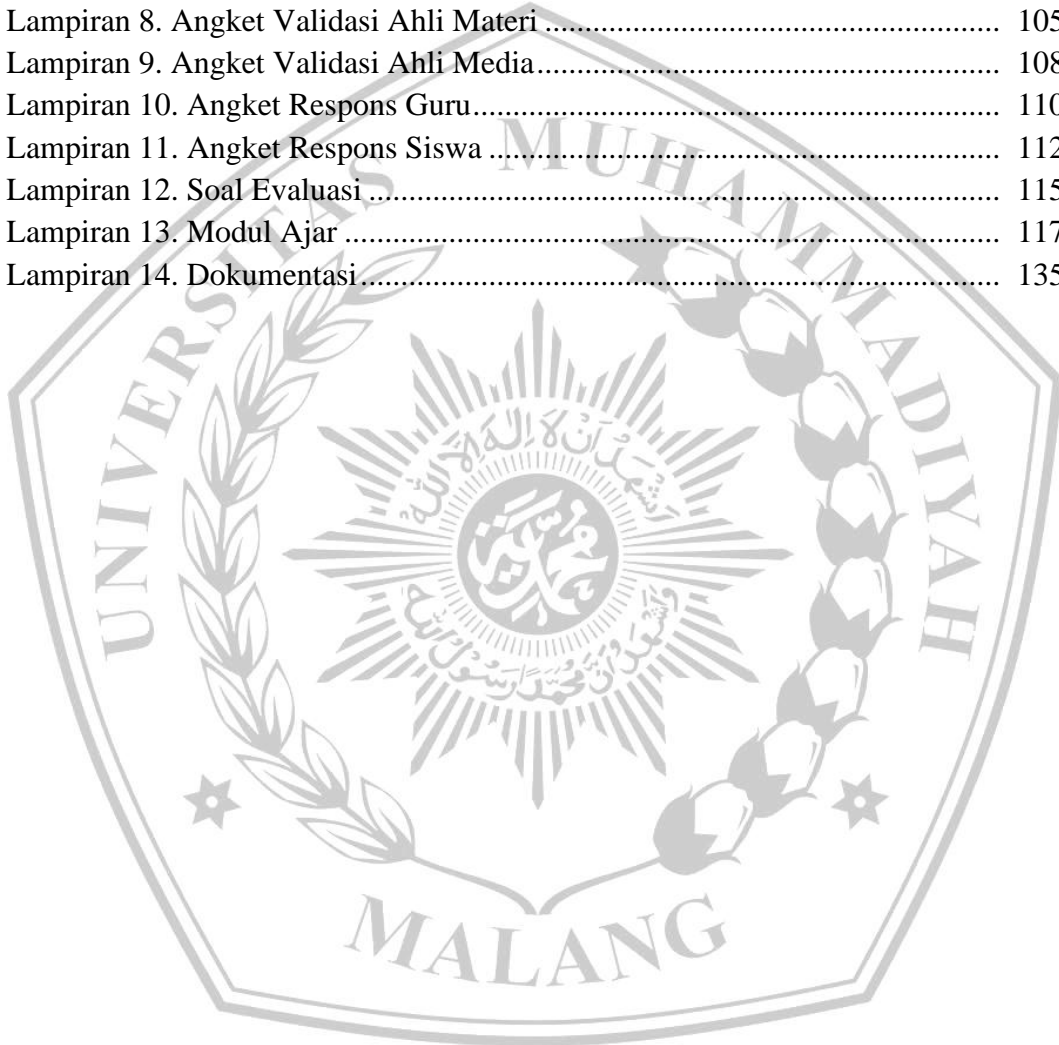 Lampiran 8. Angket Validasi Ahli Materi ........................................................... 105
Lampiran 9. Angket Validasi Ahli Media............................................................ 108
Lampiran 10. Angket Respons Guru.................................................................... 110
Lampiran 11. Angket Respons Siswa .................................................................. 112
Lampiran 12. Soal Evaluasi ................................................................................. 115
Lampiran 13. Modul Ajar .................................................................................... 117
Lampiran 14. Dokumentasi.................................................................................. 135
UNIVERSITAS MUHAMMADIYAH
MALANG